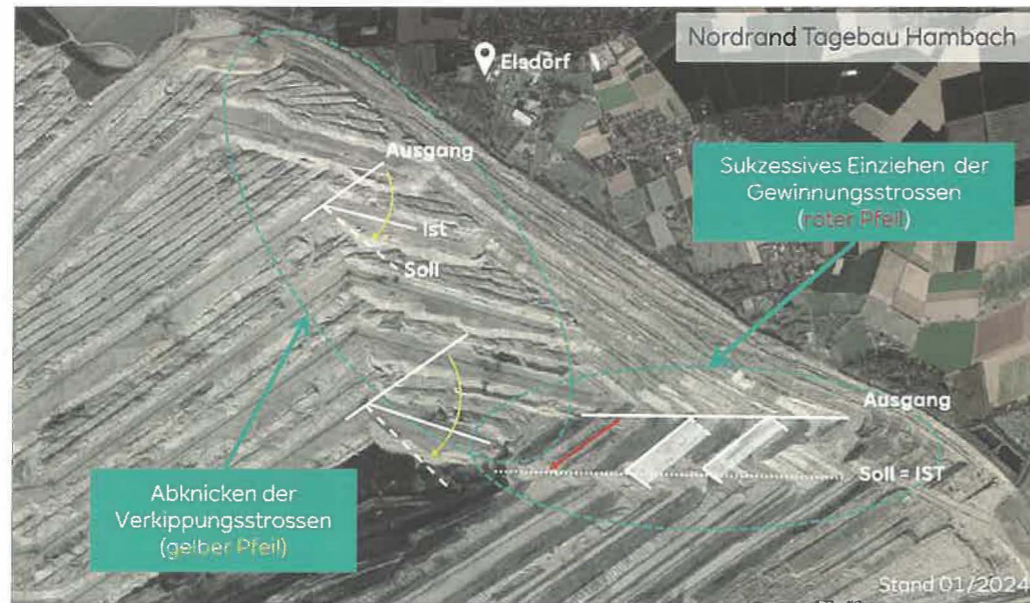 Nordrand Tagebau Hambach
Elsdorf
Ausgang
Ist
Soll
Sukzessives Einziehen der
Gewinnungsstrossen
(roter Pfeil)
Ausgang
Soll = IST
Abknicken der
Verkippungsstrossen
(gelber Pfeil)
Stand 01/2024